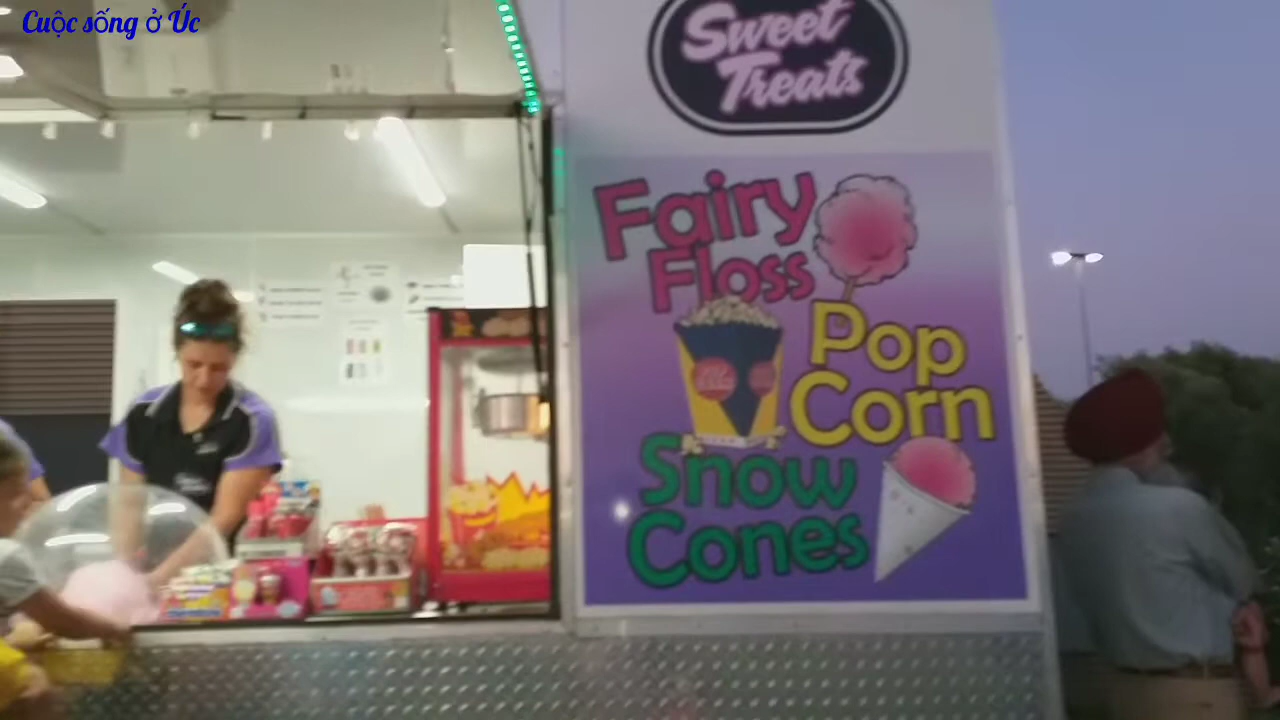 Cuộc sống ở Úc
Sweet
Treats
Fairy
Floss
Pop
Corn
Snow
Cones